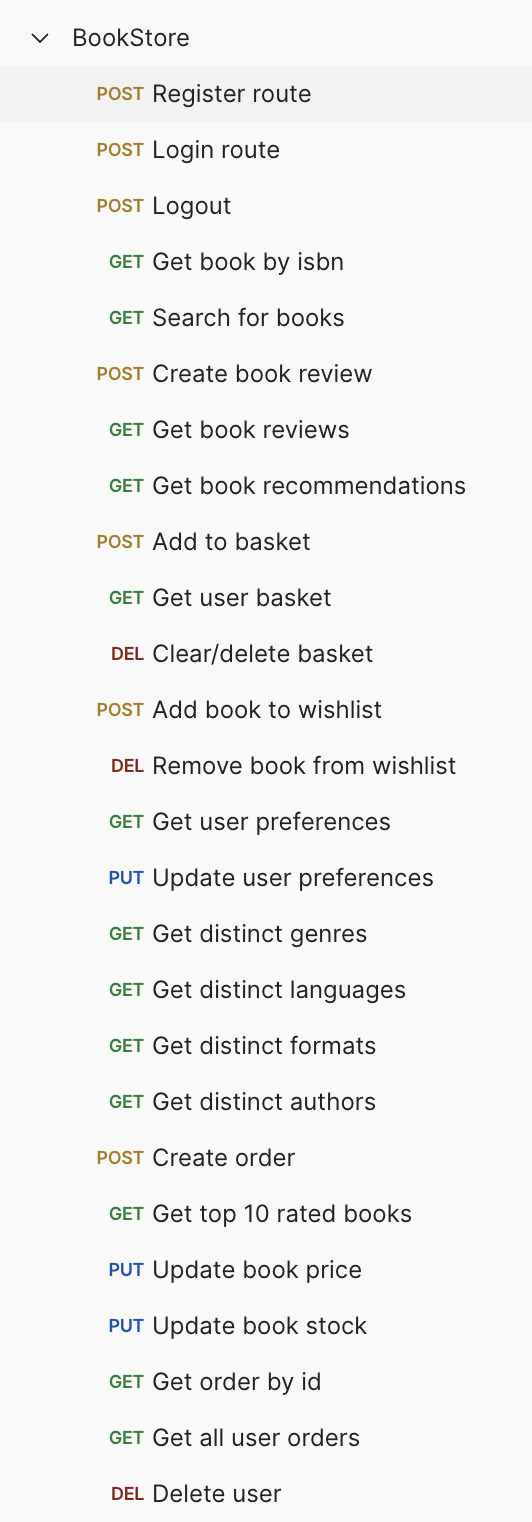 BookStore
POST Register route
POST Login route
POST Logout
GET Get book by isbn
GET Search for books
POST Create book review
GET Get book reviews
GET Get book recommendations
POST Add to basket
GET Get user basket
DEL Clear/delete basket
POST Add book to wishlist
DEL Remove book from wishlist
GET Get user preferences
PUT Update user preferences
GET Get distinct genres
GET Get distinct languages
GET Get distinct formats
GET Get distinct authors
POST Create order
GET Get top 10 rated books
PUT Update book price
PUT Update book stock
GET Get order by id
GET Get all user orders
DEL Delete user